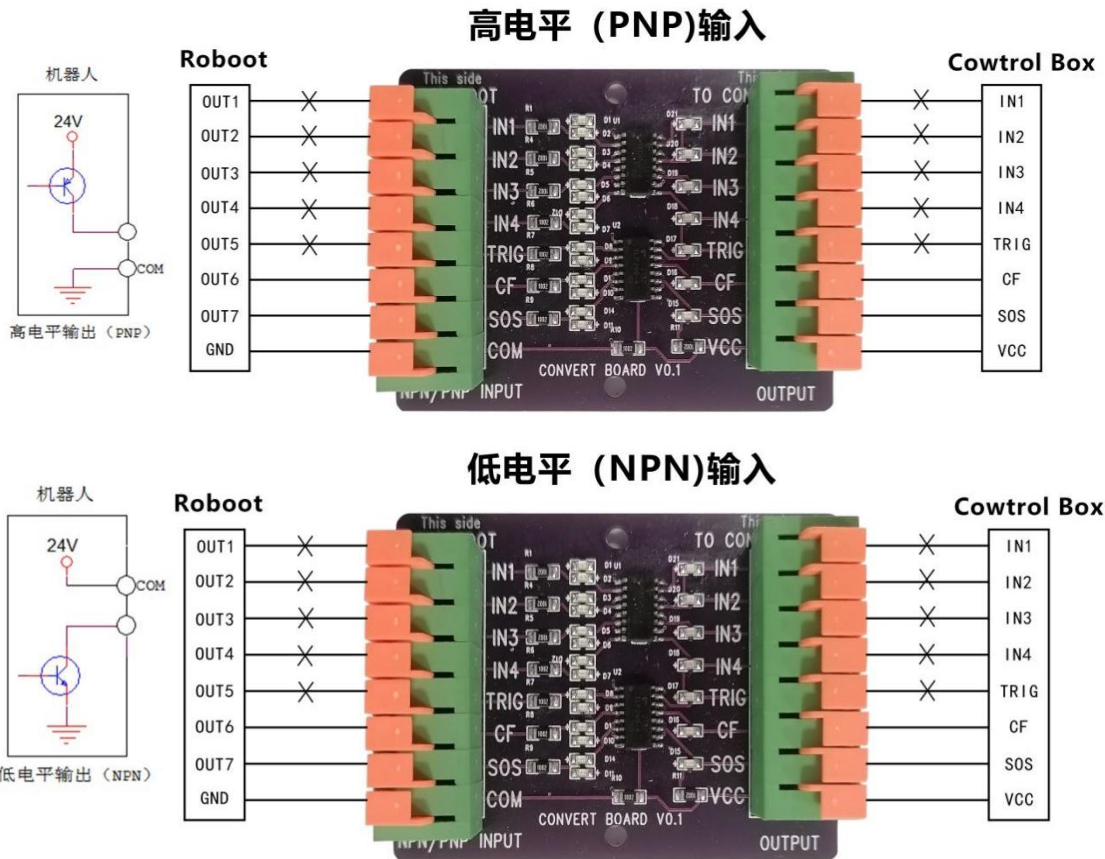 高电平 (PNP)输入
机器人
24V
COM
高电平输出（PNP）
Roboot
OUT1
OUT2
OUT3
OUT4
OUT5
OUT6
OUT7
GND
This side
IN1
IN2
IN3
IN4
TRIG
CF
SOS
COM
NPN/PNP INPUT
CONVERT BOARD V0.1
TO CON
IN1
IN2
IN3
IN4
TRIG
CF
SOS
VCC
OUTPUT
Cowtrol Box
IN1
IN2
IN3
IN4
TRIG
CF
SOS
VCC
低电平 (NPN)输入
机器人
24V
COM
低电平输出（NPN）
Roboot
OUT1
OUT2
OUT3
OUT4
OUT5
OUT6
OUT7
GND
This side
IN1
IN2
IN3
IN4
TRIG
CF
SOS
COM
NPN/PNP INPUT
CONVERT BOARD V0.1
TO CON
IN1
IN2
IN3
IN4
TRIG
CF
SOS
VCC
OUTPUT
Cowtrol Box
IN1
IN2
IN3
IN4
TRIG
CF
SOS
VCC